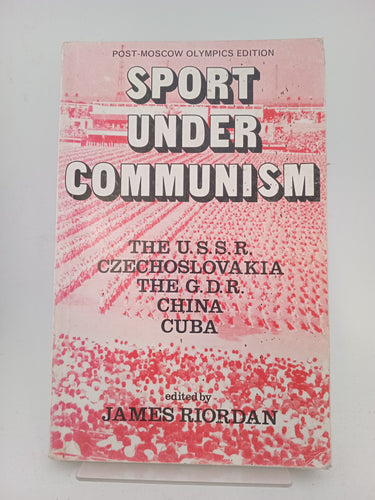 POST-MOSCOW OLYMPICS EDITION
SPORT
UNDER
COMMUNISM
THE U.S.S.R.
CZECHOSLOVAKIA
THE G.D.R.
CHINA
CUBA
edited by
JAMES RIORDAN